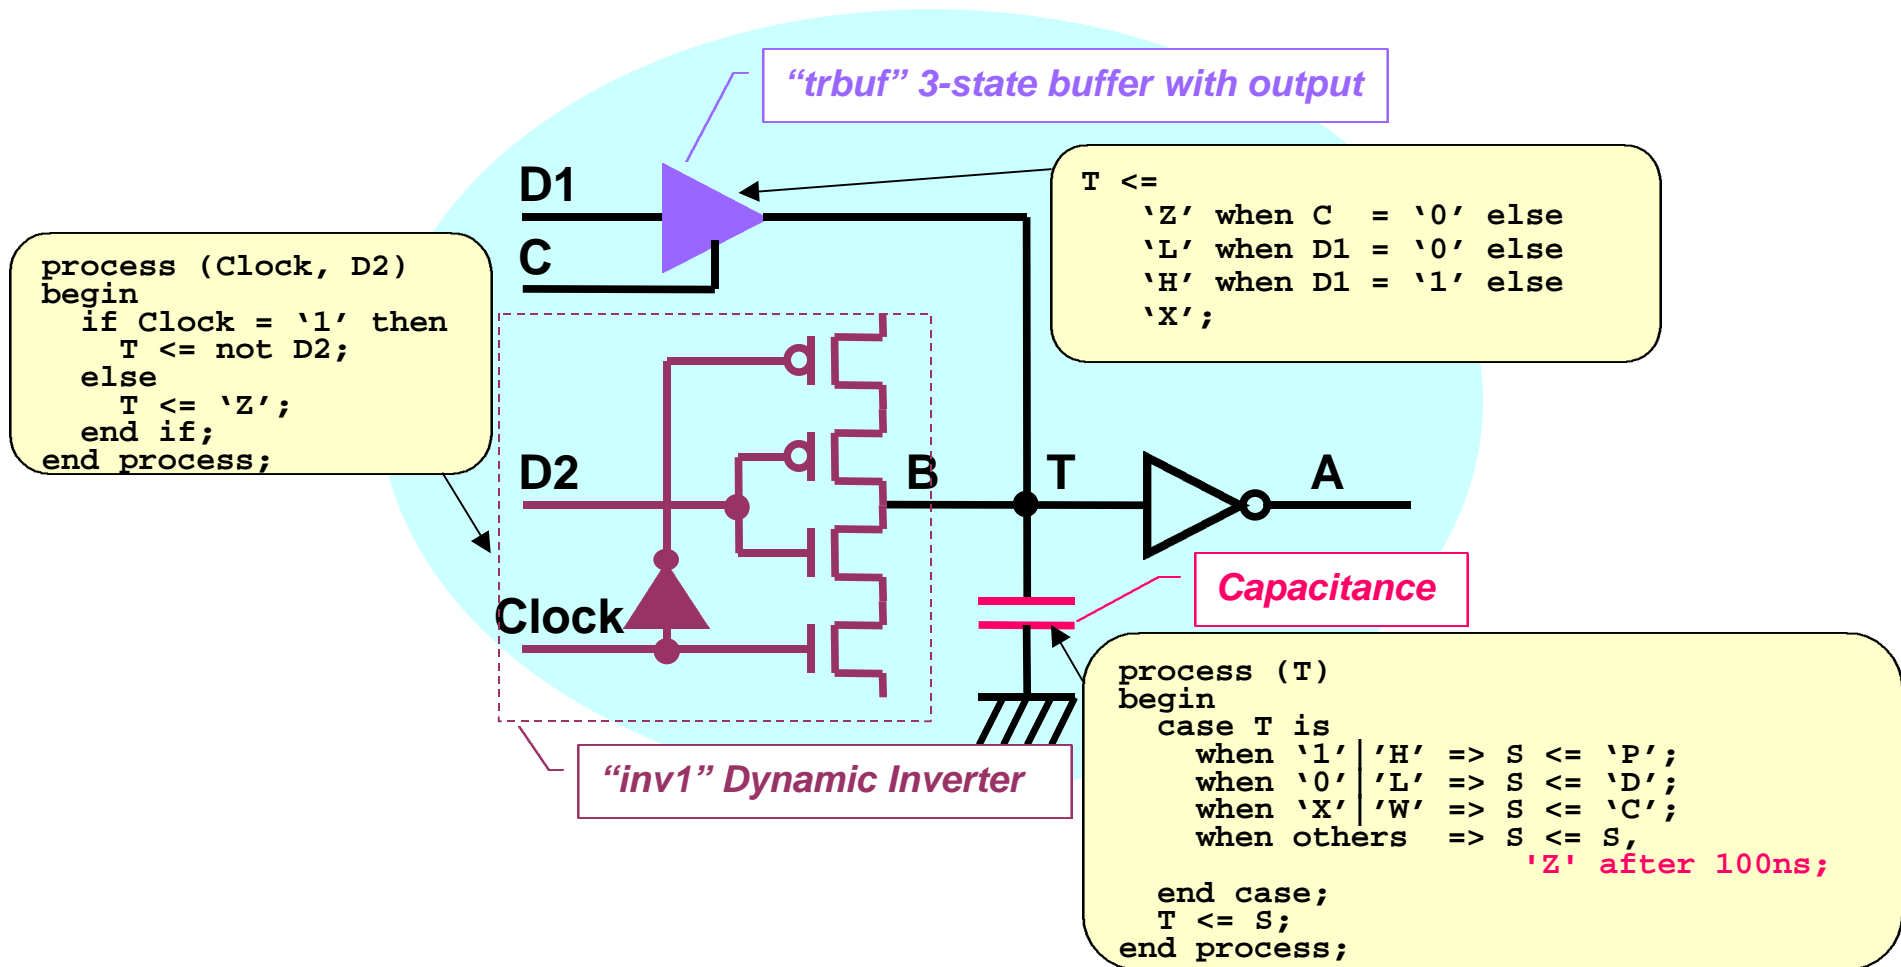 “trbuf” 3-state buffer with output
D1
C
T <=
‘Z’ when C  = ‘0’ else
‘L’ when D1 = ‘0’ else
‘H’ when D1 = ‘1’ else
‘X’;
process (Clock, D2)
begin
if Clock = ‘1’ then
T <= not D2;
else
T <= ‘Z’;
end if;
end process;
D2
B
T
A
Clock
Capacitance
“inv1” Dynamic Inverter
process (T)
begin
case T is
when ‘1’|’H’ => S <= ‘P’;
when ‘0’|’L’ => S <= ‘D’;
when ‘X’|’W’ => S <= ‘C’;
when others  => S <= S,
'Z' after 100ns;
end case;
T <= S;
end process;